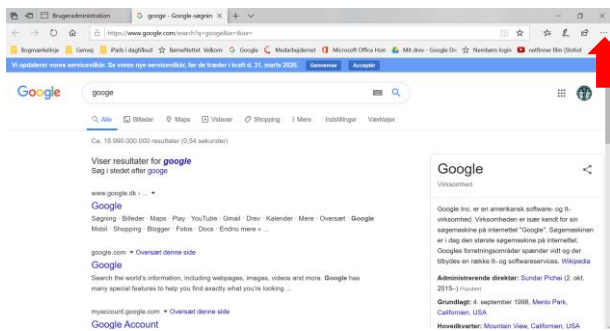 Brugeradministration
googe - Google-søgnin
https://www.google.com/search?q=googe&ie=&oe=
Bogmærkelinje Genvej iPads i dagtilbud BørneNettet Velkom Google Google Medarbejdernet Microsoft Office Hom Mit drev - Google Dri Nembørn login netfirmer film (Stohol
Vi opdaterer vores servicevilkår. Se vores nye servicevilkår, før de træder i kraft d. 31. marts 2020. Gennemse Acceptér
Google
googe
Alle Billeder Maps Videoer Shopping Mere Indstillinger Værktøjer
Ca. 18.990.000.000 resultater (0,54 sekunder)
Viser resultater for google
Søg i stedet efter googe
www.google.dk › ...
Google
Søgning · Billeder · Maps · Play · YouTube · Gmail · Drev · Kalender · Mere · Oversæt · Google
Mobil · Shopping · Blogger · Fotos · Docs · Endnu mere » ...
google.com Oversæt denne side
Google
Search the world's information, including webpages, images, videos and more. Google has
many special features to help you find exactly what you're looking ...
myaccount.google.com Oversæt denne side
Google Account
Google
Virksomhed
Google Inc. er en amerikansk software- og it-
virksomhed. Virksomheden er især kendt for sin
søgemaskine på internettet "Google". Søgemaskinen
er i dag den største søgemaskine på internettet.
Googles forretningsområder spænder vidt og der
tilbydes en række it- og softwareservices. Wikipedia
Administrerende direktør: Sundar Pichai (2. okt.
2015–) Populært
Grundlagt: 4. september 1998, Menlo Park,
Californien, USA
Hovedkvarter: Mountain View, Californien, USA